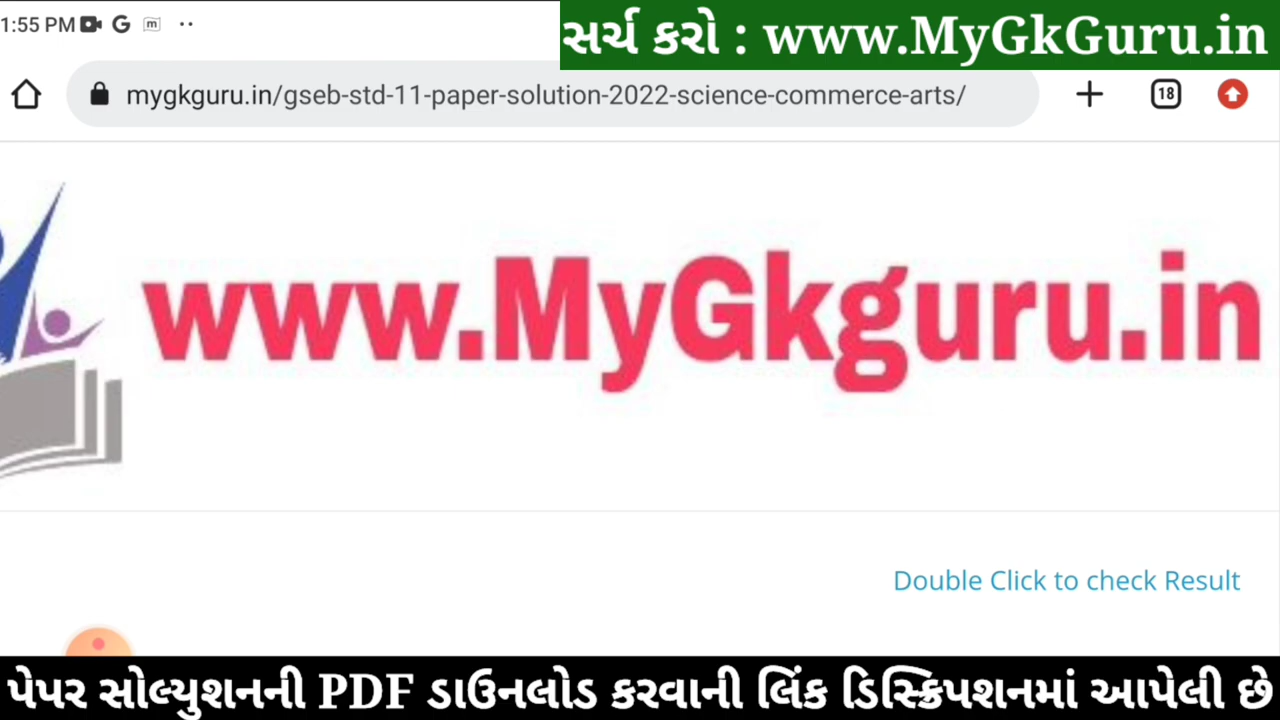 1:55 PM
સર્ચ કરો : www.MyGkGuru.in
mygkguru.in/gseb-std-11-paper-solution-2022-science-commerce-arts/
18
www.MyGkguru.in
Double Click to check Result
પેપર સોલ્યુશનની PDF ડાઉનલોડ કરવાની લિંક ડિસ્ક્રિપશનમાં આપેલી છે